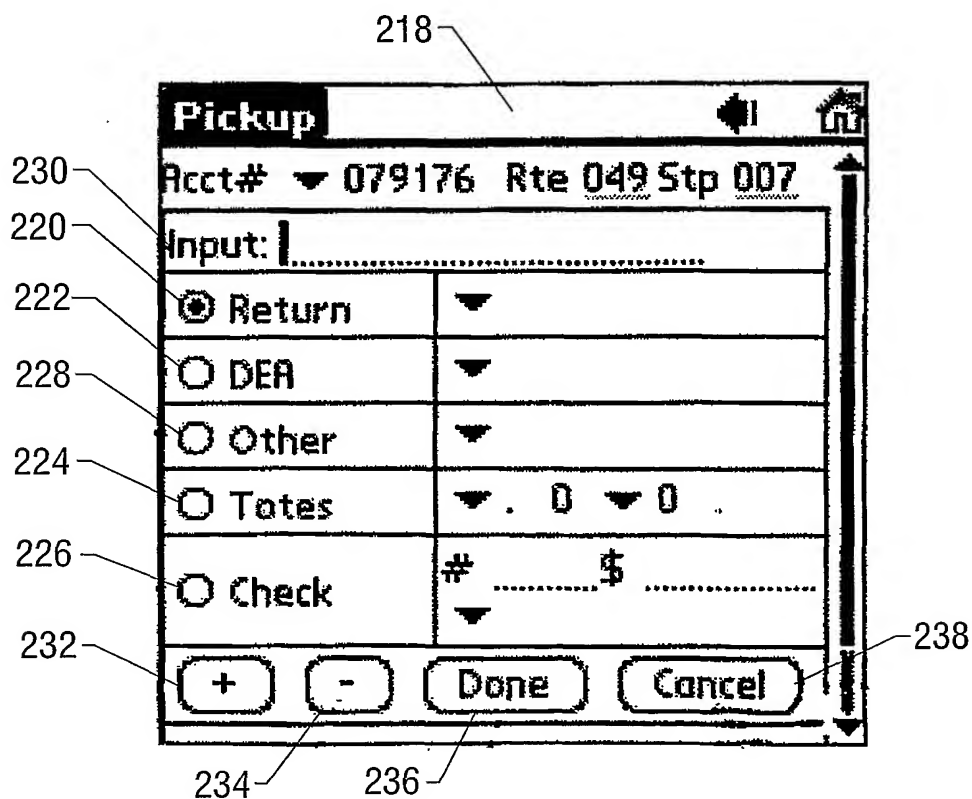 218
Pickup
230 Acct# 079176 Rte 049 Stp 007
220 Input:
222 Return
228 DEA
Other
224 Totes . 0 0
226 Check # $
232 + - Done Cancel 238
234 236